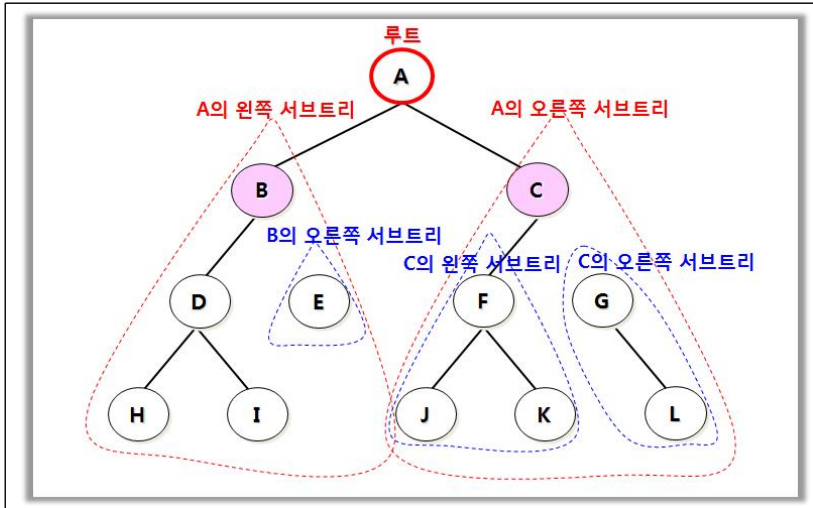 루트
A
A의 왼쪽 서브트리
A의 오른쪽 서브트리
B
C
B의 오른쪽 서브트리
C의 왼쪽 서브트리
C의 오른쪽 서브트리
D
E
F
G
H
I
J
K
L